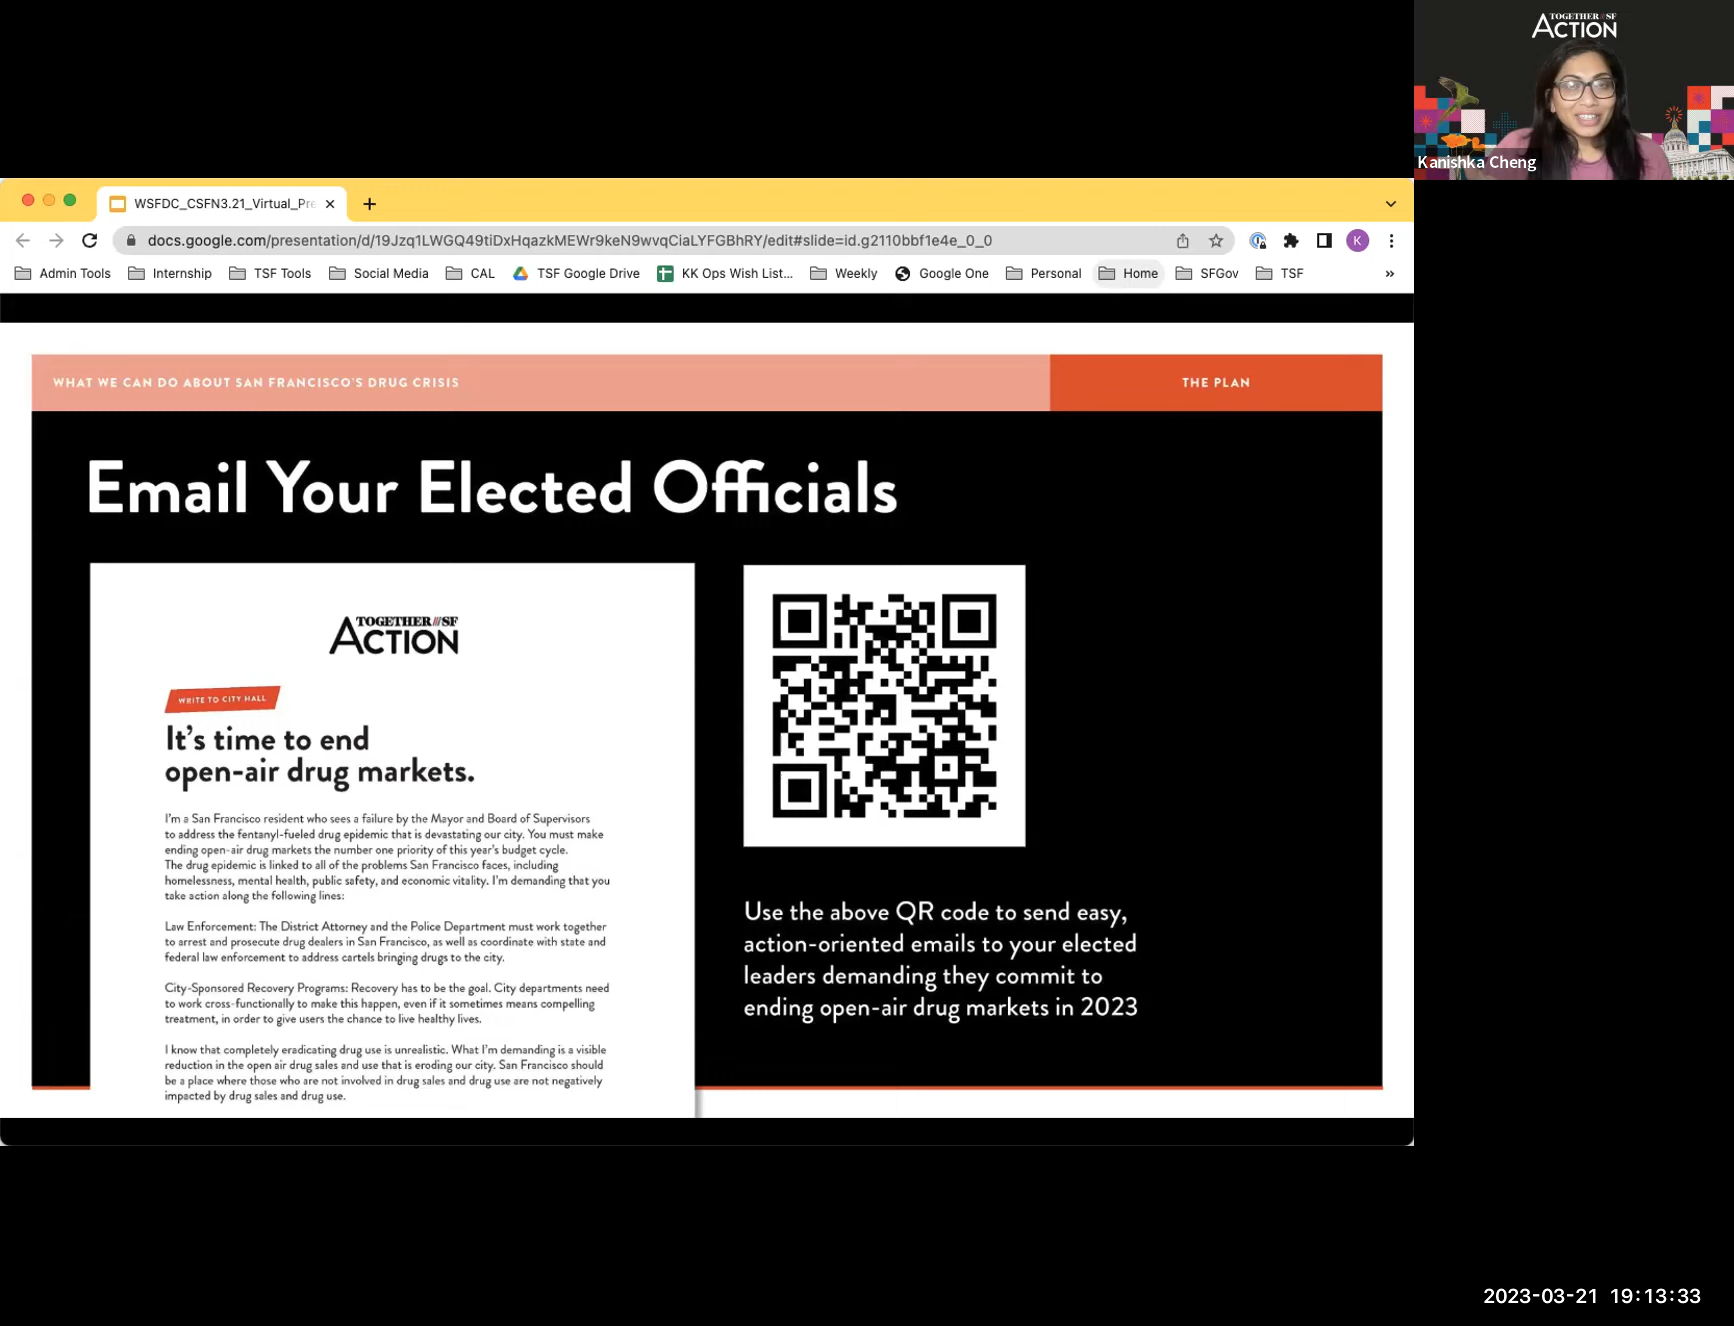 TOGETHER SF
ACTION
Kanishka Cheng
WSFDC_CSFN3.21_Virtual_Pre
docs.google.com/presentation/d/19Jzq1LWGQ49tiDxHqazkMEWr9keN9wvqCiaLYFGBhRY/edit#slide=id.g2110bbf1e4e_0_0
K
Admin Tools Internship TSF Tools Social Media CAL TSF Google Drive KK Ops Wish List... Weekly Google One Personal Home SFGov TSF »
WHAT WE CAN DO ABOUT SAN FRANCISCO'S DRUG CRISIS
THE PLAN
Email Your Elected Officials
TOGETHER///SF
ACTION
WRITE TO CITY HALL
It's time to end
open-air drug markets.
I'm a San Francisco resident who sees a failure by the Mayor and Board of Supervisors
to address the fentanyl-fueled drug epidemic that is devastating our city. You must make
ending open-air drug markets the number one priority of this year's budget cycle.
The drug epidemic is linked to all of the problems San Francisco faces, including
homelessness, mental health, public safety, and economic vitality. I'm demanding that you
take action along the following lines:
Law Enforcement: The District Attorney and the Police Department must work together
to arrest and prosecute drug dealers in San Francisco, as well as coordinate with state and
federal law enforcement to address cartels bringing drugs to the city.
City-Sponsored Recovery Programs: Recovery has to be the goal. City departments need
to work cross-functionally to make this happen, even if it sometimes means compelling
treatment, in order to give users the chance to live healthy lives.
I know that completely eradicating drug use is unrealistic. What I'm demanding is a visible
reduction in the open air drug sales and use that is eroding our city. San Francisco should
be a place where those who are not involved in drug sales and drug use are not negatively
impacted by drug sales and drug use.
Use the above QR code to send easy,
action-oriented emails to your elected
leaders demanding they commit to
ending open-air drug markets in 2023
2023-03-21 19:13:33